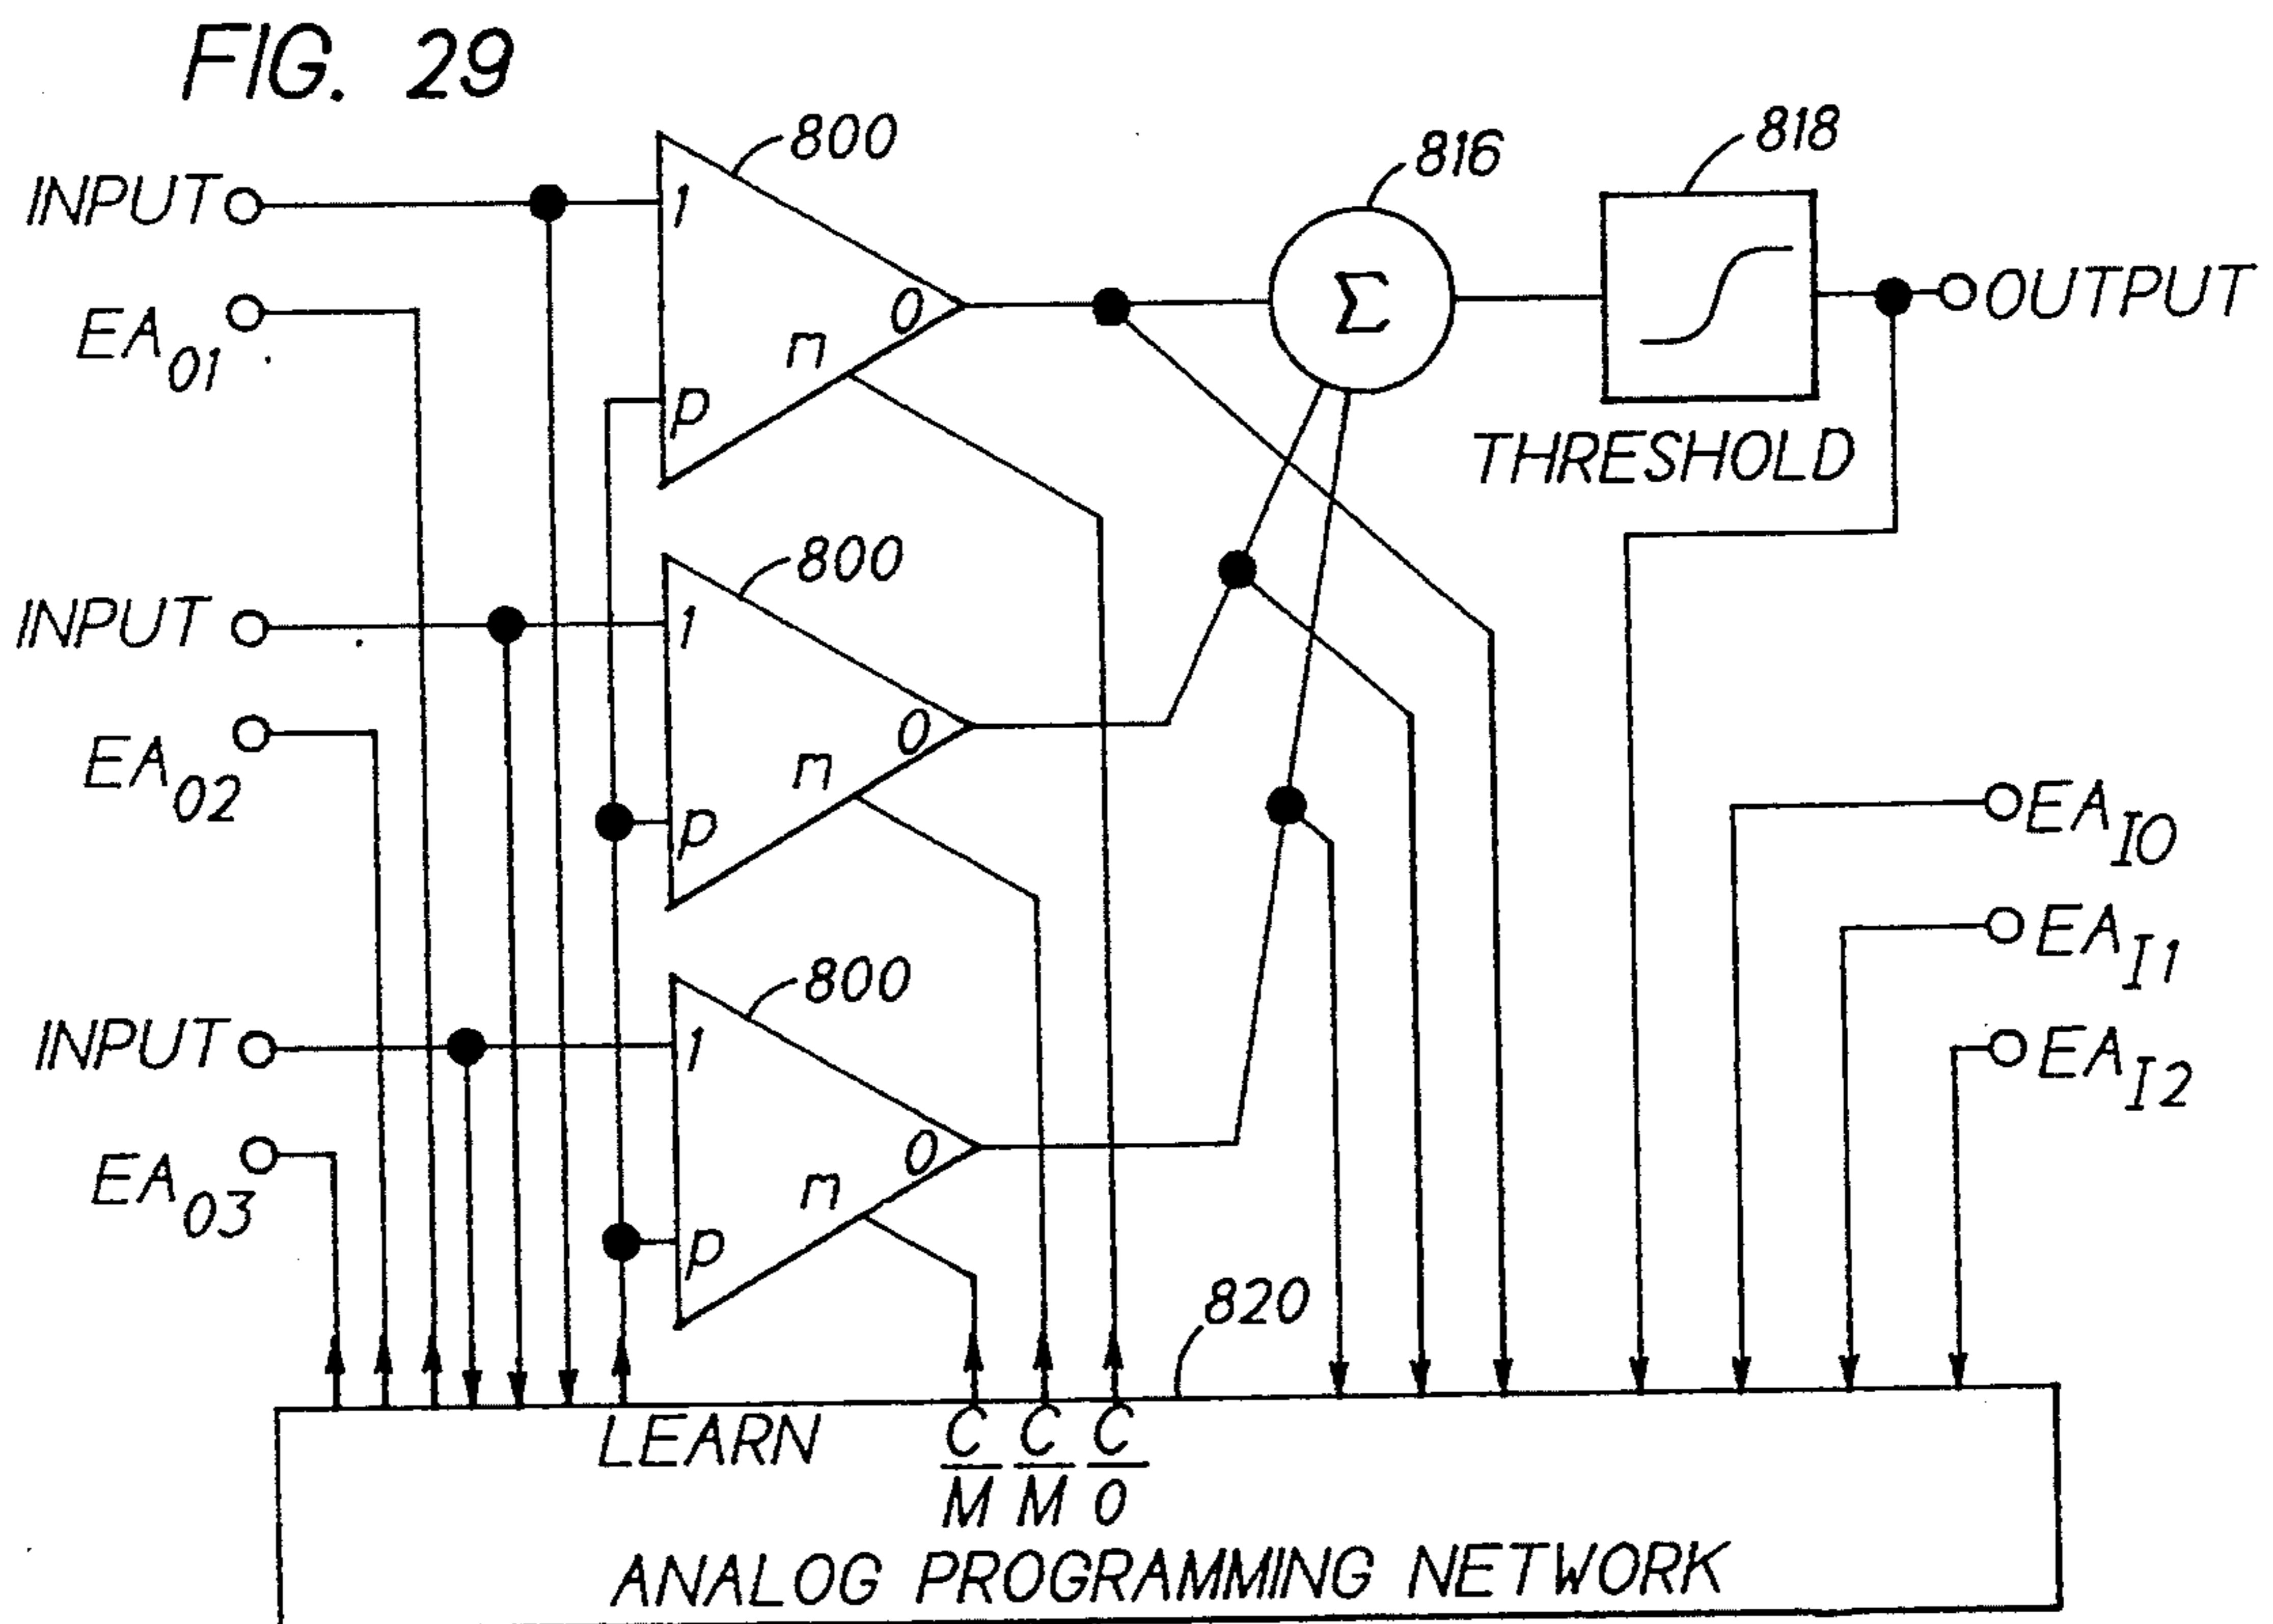 FIG. 29
800
816
818
INPUT
1
EA01
0
Σ
OUTPUT
n
p
THRESHOLD
800
INPUT
1
0
EA02
n
p
EAI0
EAI1
800
INPUT
1
EAI2
0
EA03
n
p
820
LEARN
C C C
M M 0
ANALOG PROGRAMMING NETWORK